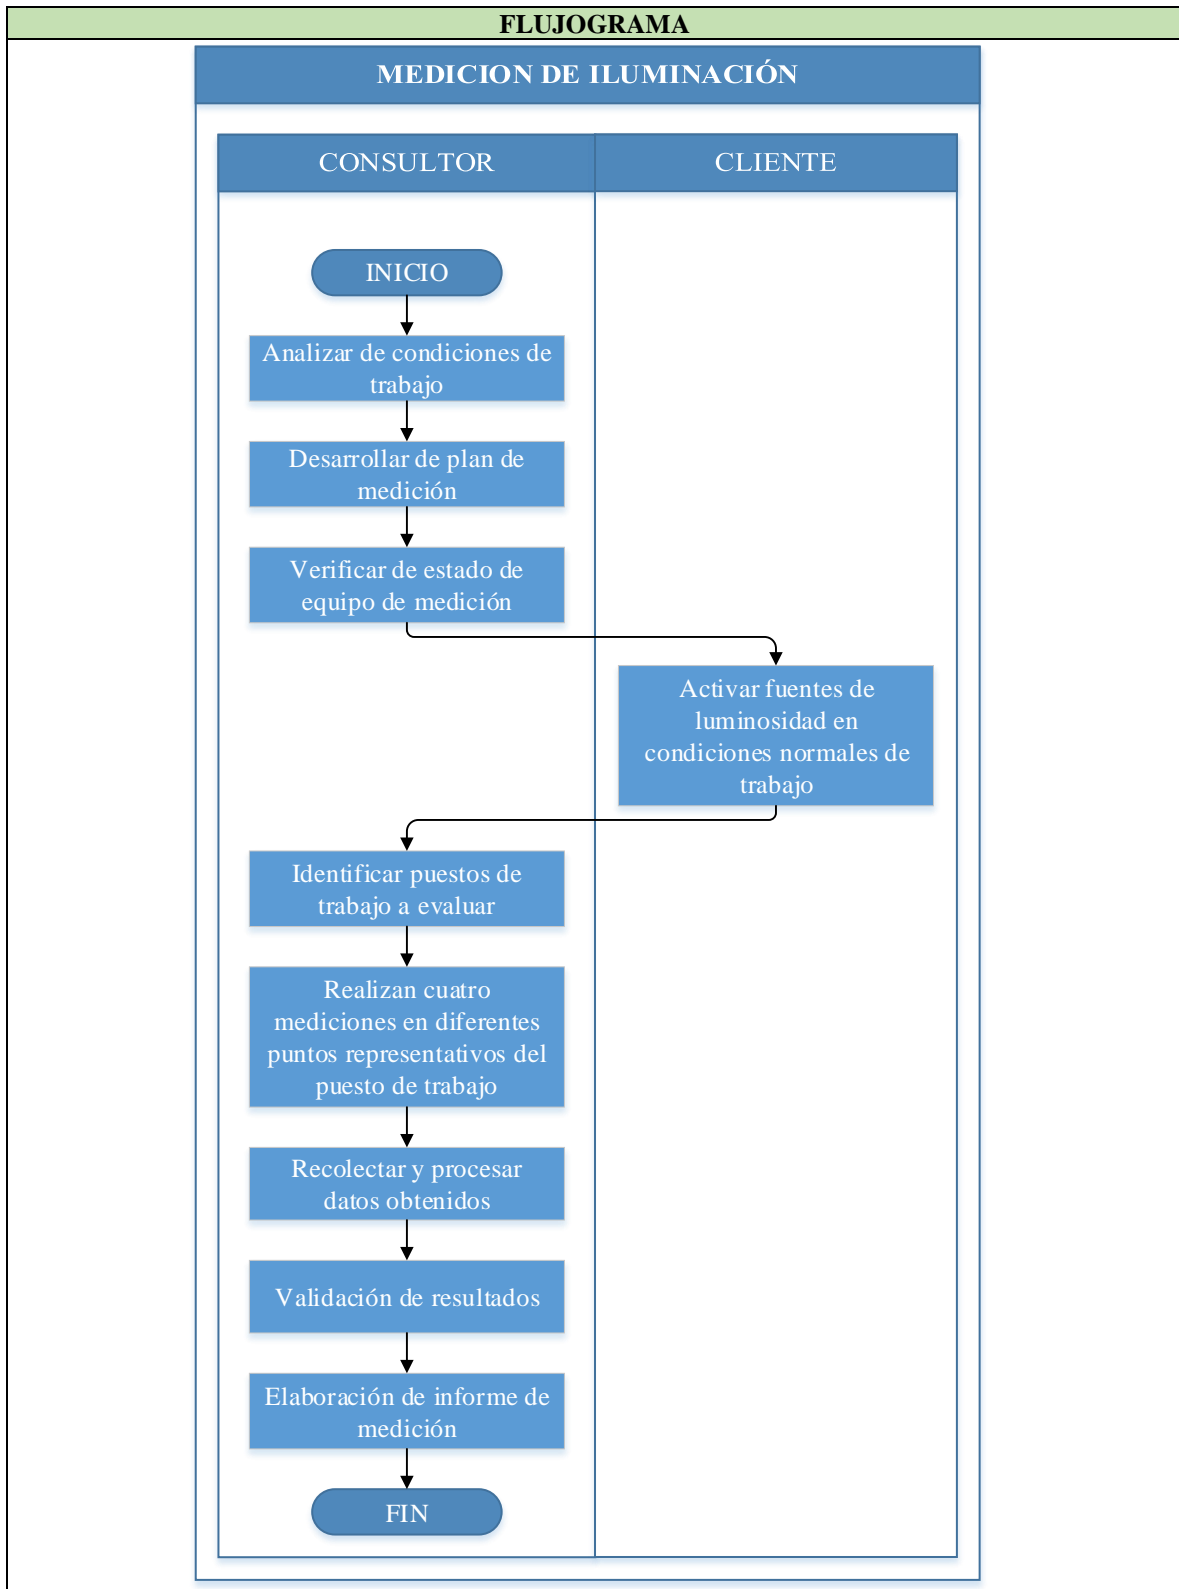 FLUJOGRAMA
MEDICION DE ILUMINACIÓN
CONSULTOR
CLIENTE
INICIO
Analizar de condiciones de
trabajo
Desarrollar de plan de
medición
Verificar de estado de
equipo de medición
Activar fuentes de
luminosidad en
condiciones normales de
trabajo
Identificar puestos de
trabajo a evaluar
Realizan cuatro
mediciones en diferentes
puntos representativos del
puesto de trabajo
Recolectar y procesar
datos obtenidos
Validación de resultados
Elaboración de informe de
medición
FIN